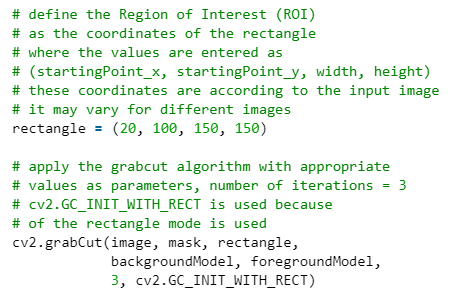 # define the Region of Interest (ROI)
# as the coordinates of the rectangle
# where the values are entered as
# (startingPoint_x, startingPoint_y, width, height)
# these coordinates are according to the input image
# it may vary for different images
rectangle = (20, 100, 150, 150)
# apply the grabcut algorithm with appropriate
# values as parameters, number of iterations = 3
# cv2.GC_INIT_WITH_RECT is used because
# of the rectangle mode is used
cv2.grabCut(image, mask, rectangle,
            backgroundModel, foregroundModel,
            3, cv2.GC_INIT_WITH_RECT)